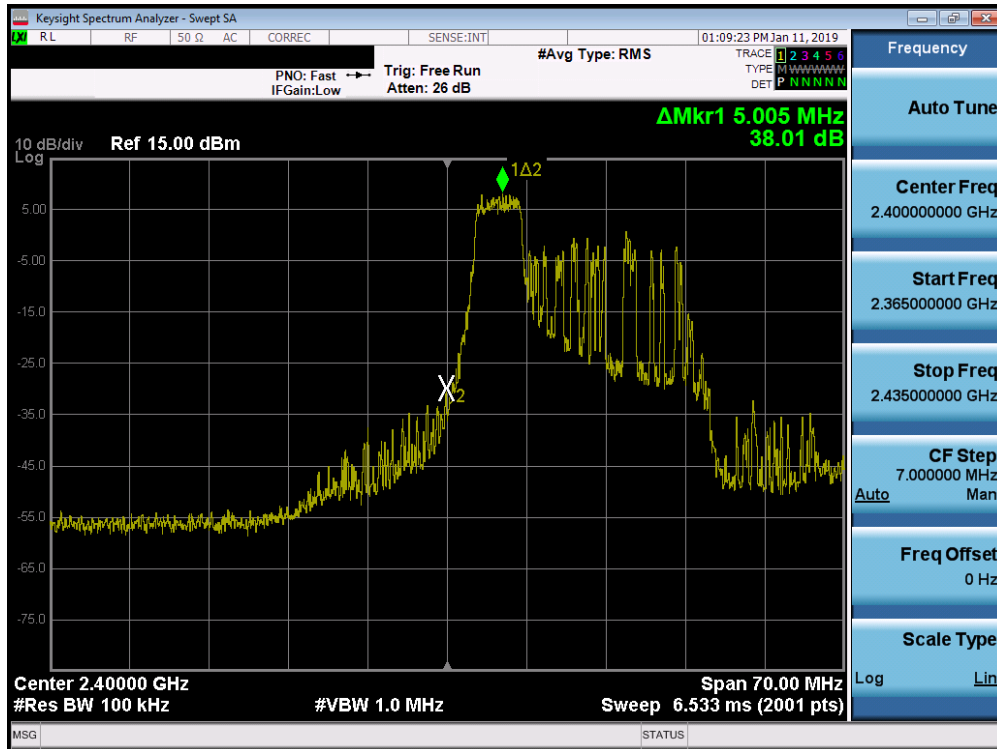 Keysight Spectrum Analyzer - Swept SA
LXI RL RF 50 Ω AC CORREC SENSE:INT 01:09:23 PM Jan 11, 2019
#Avg Type: RMS TRACE 1 2 3 4 5 6
PNO: Fast Trig: Free Run TYPE M WWWWW
IFGain:Low Atten: 26 dB DET P N N N N N
ΔMkr1 5.005 MHz
38.01 dB
10 dB/div Ref 15.00 dBm
Log
1Δ2
5.00
-5.00
-15.0
-25.0
X2
-35.0
-45.0
-55.0
-65.0
-75.0
Center 2.40000 GHz Span 70.00 MHz
#Res BW 100 kHz #VBW 1.0 MHz Sweep 6.533 ms (2001 pts)
MSG STATUS
Frequency
Auto Tune
Center Freq
2.400000000 GHz
Start Freq
2.365000000 GHz
Stop Freq
2.435000000 GHz
CF Step
7.000000 MHz
Auto Man
Freq Offset
0 Hz
Scale Type
Log Lin